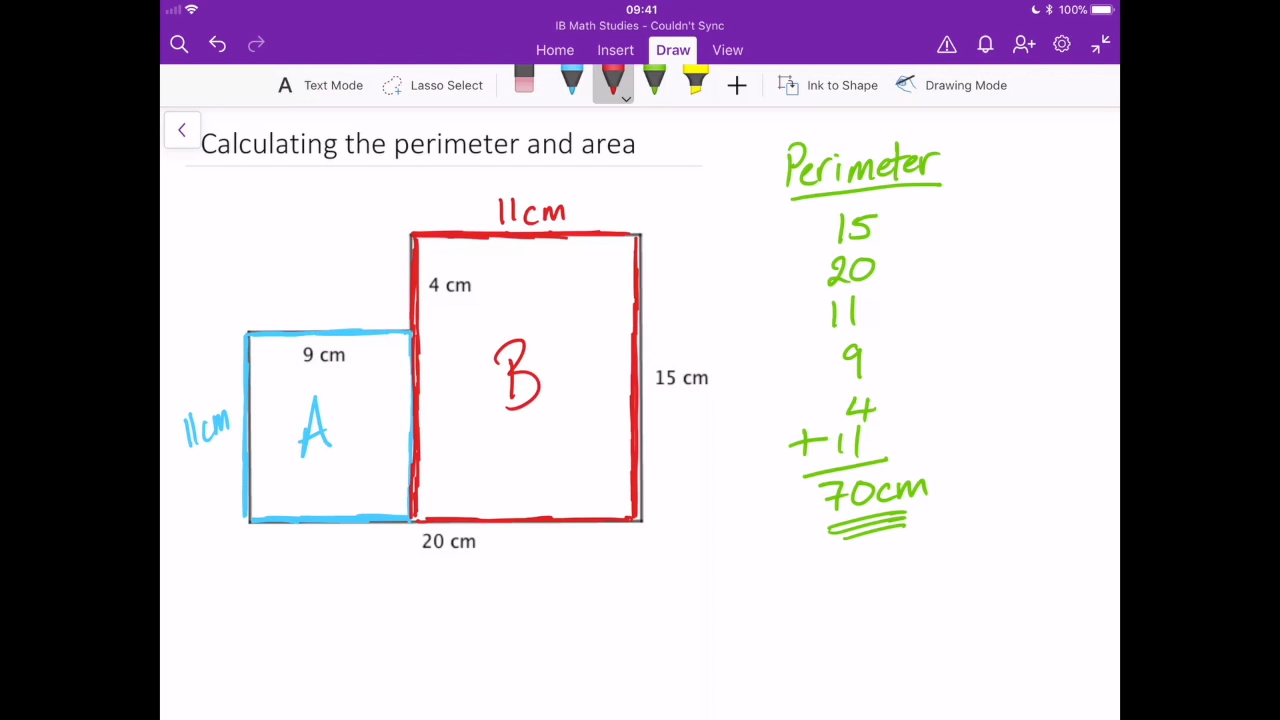 09:41
100%
IB Math Studies - Couldn't Sync
Home Insert Draw View
A Text Mode Lasso Select Ink to Shape Drawing Mode
Calculating the perimeter and area
11cm
4 cm
9 cm
15 cm
11cm
A
B
20 cm
Perimeter
15
20
11
9
4
+11
70cm